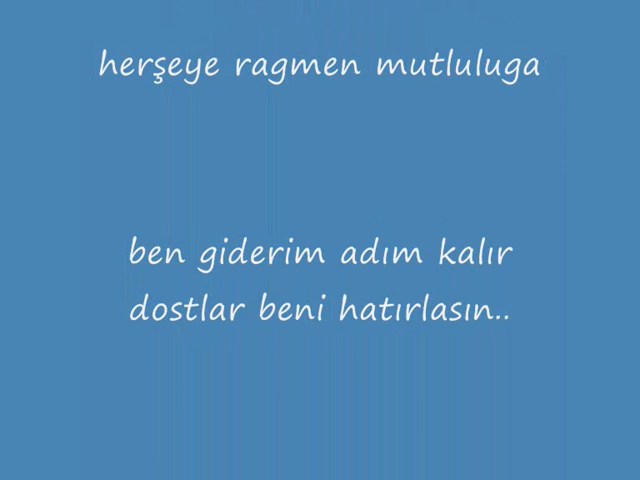 herşeye ragmen mutluluga
ben giderim adım kalır
dostlar beni hatırlasın..